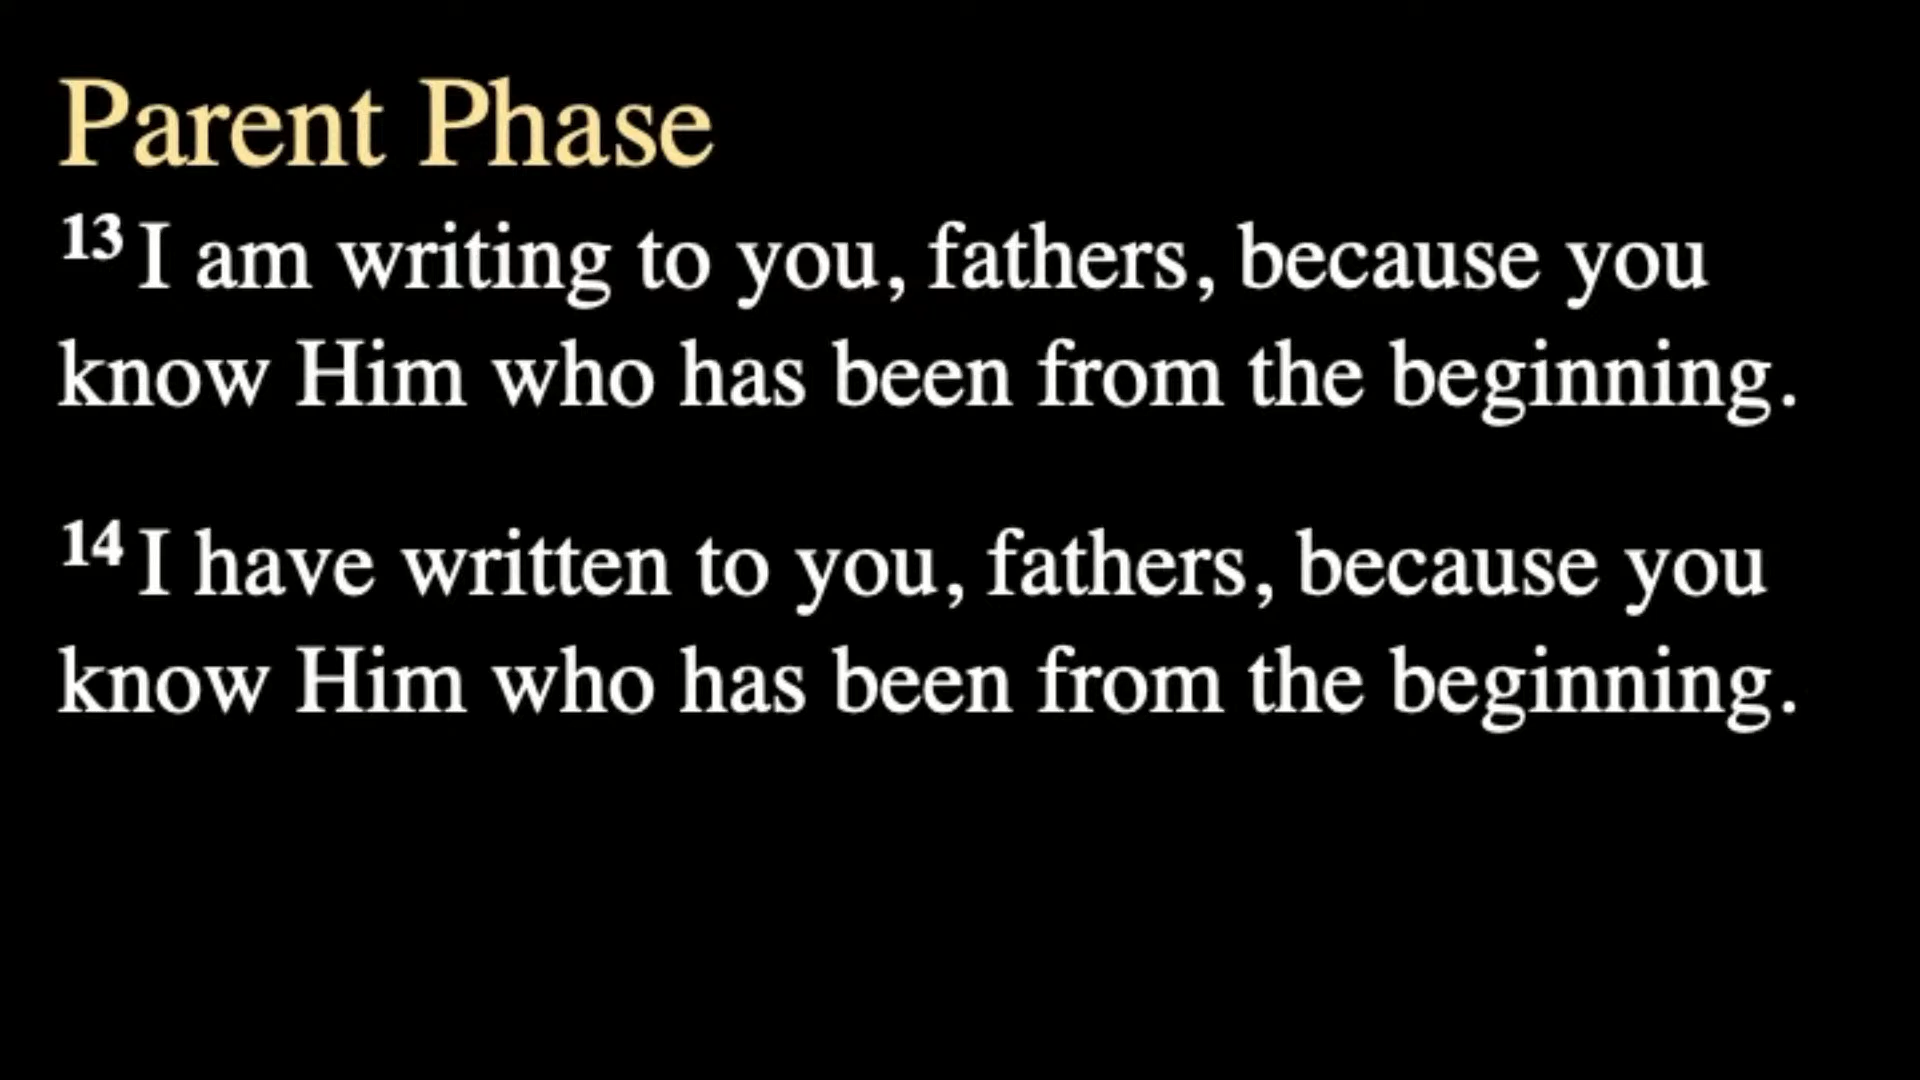 Parent Phase
13 I am writing to you, fathers, because you
know Him who has been from the beginning.
14 I have written to you, fathers, because you
know Him who has been from the beginning.